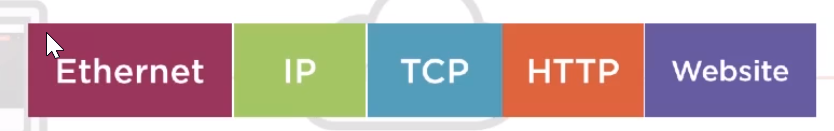 Ethernet IP TCP HTTP Website